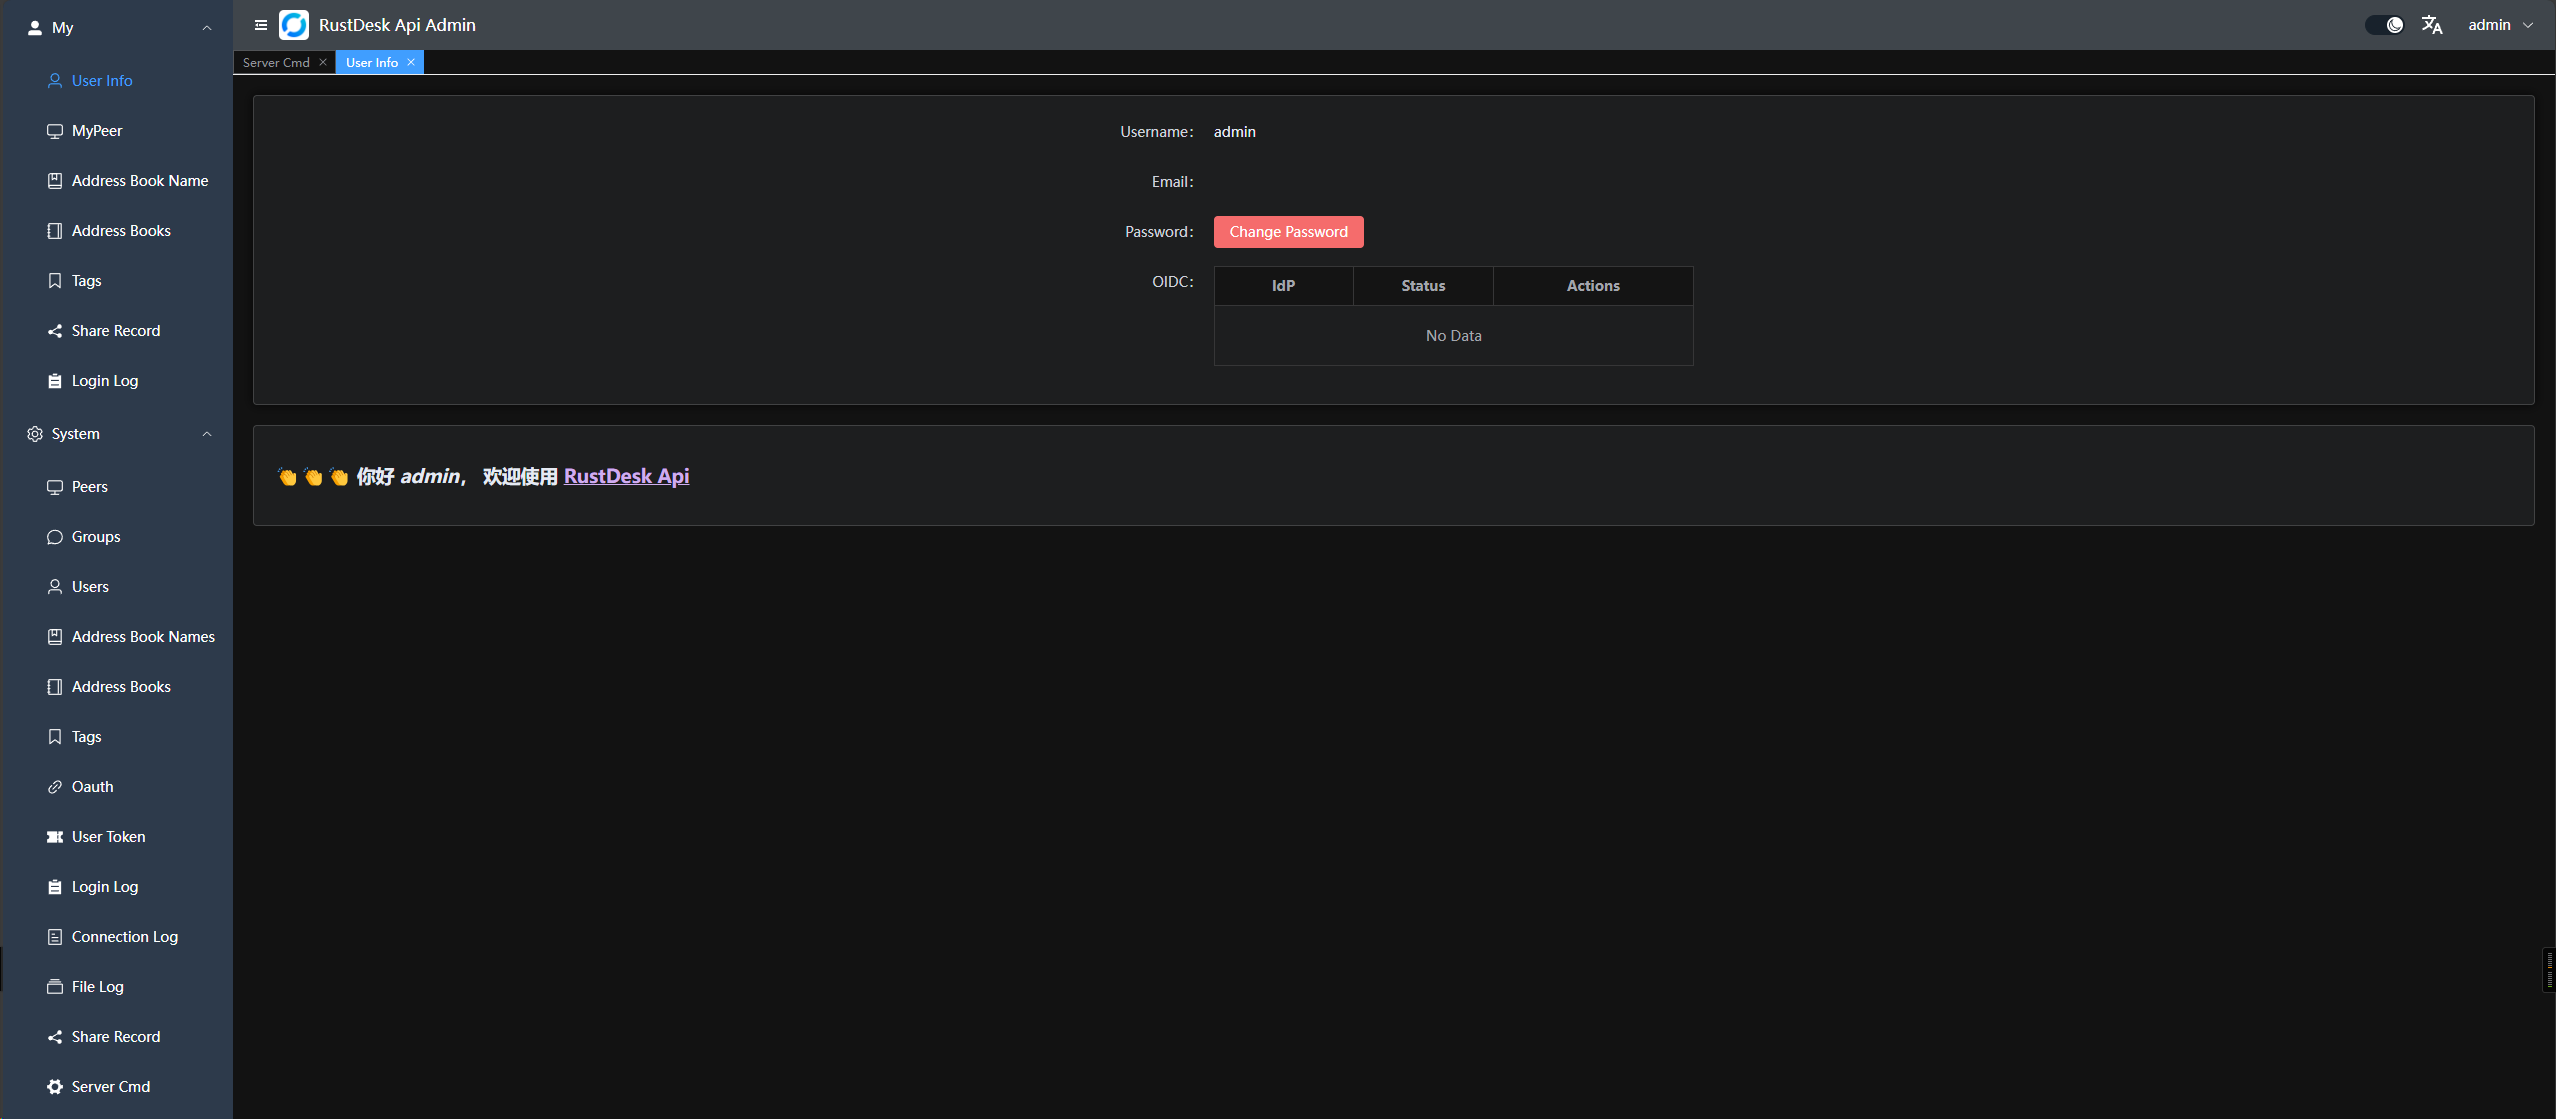 My
User Info
MyPeer
Address Book Name
Address Books
Tags
Share Record
Login Log
System
Peers
Groups
Users
Address Book Names
Address Books
Tags
Oauth
User Token
Login Log
Connection Log
File Log
Share Record
Server Cmd
RustDesk Api Admin
admin
Server Cmd
User Info
Username: admin
Email:
Password: Change Password
OIDC:
IdP Status Actions
No Data
👏👏👏 你好 admin， 欢迎使用 RustDesk Api